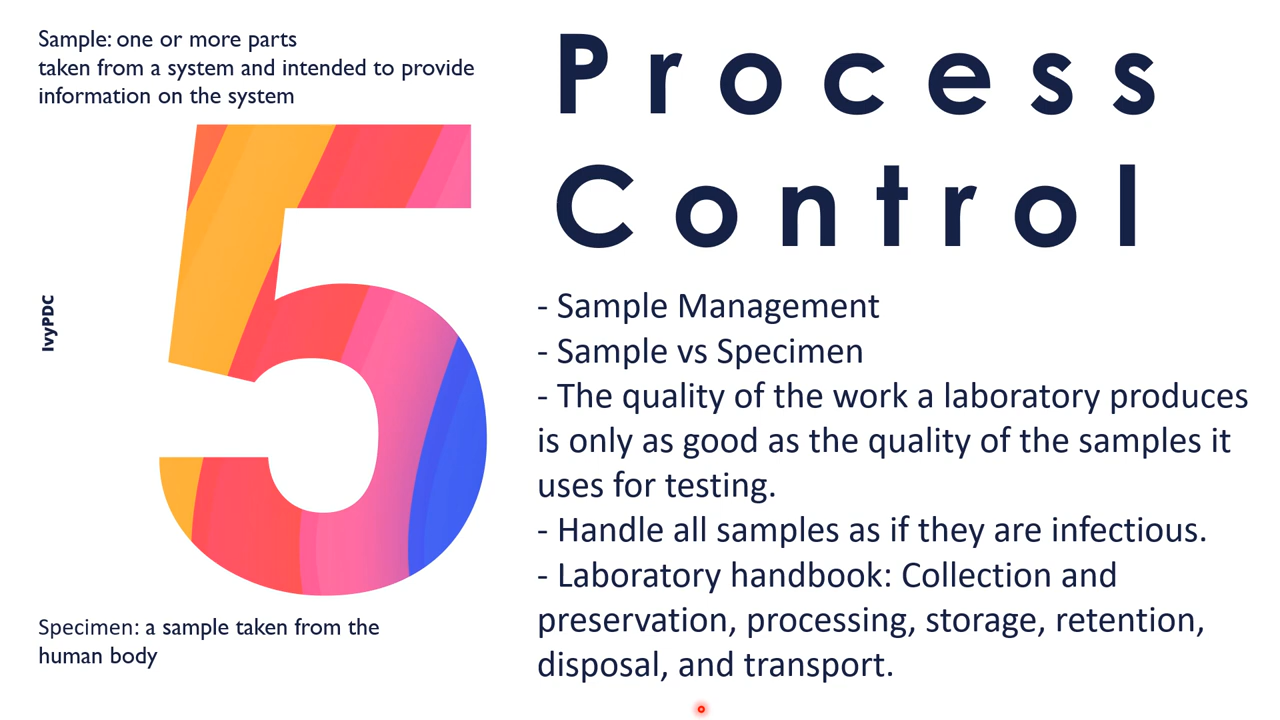 Sample: one or more parts
taken from a system and intended to provide
information on the system
5
IvyPDC
Specimen: a sample taken from the
human body
Process
Control
- Sample Management
- Sample vs Specimen
- The quality of the work a laboratory produces
is only as good as the quality of the samples it
uses for testing.
- Handle all samples as if they are infectious.
- Laboratory handbook: Collection and
preservation, processing, storage, retention,
disposal, and transport.